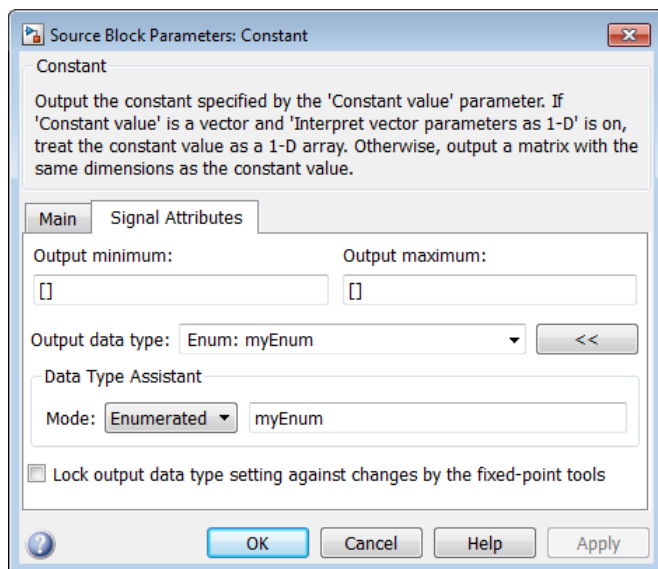 Source Block Parameters: Constant
Constant
Output the constant specified by the 'Constant value' parameter. If
'Constant value' is a vector and 'Interpret vector parameters as 1-D' is on,
treat the constant value as a 1-D array. Otherwise, output a matrix with the
same dimensions as the constant value.
Main Signal Attributes
Output minimum: Output maximum:
[] []
Output data type: Enum: myEnum <<
Data Type Assistant
Mode: Enumerated myEnum
Lock output data type setting against changes by the fixed-point tools
? OK Cancel Help Apply